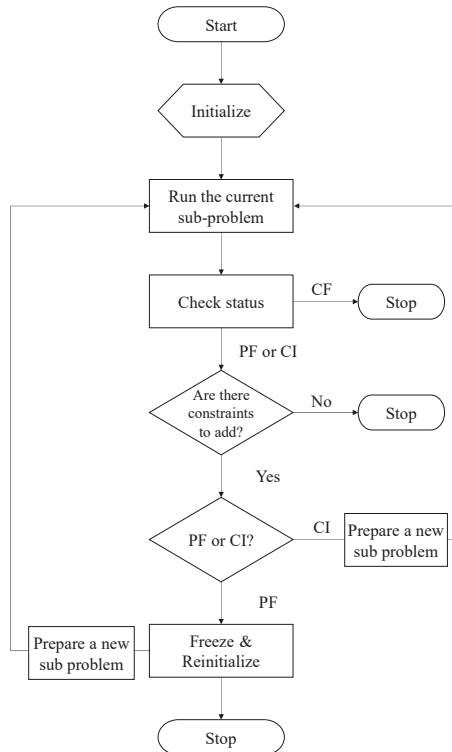 Start
Initialize
Run the current
sub-problem
Check status
CF
Stop
PF or CI
Are there
constraints
to add?
No
Stop
Yes
PF or CI?
CI
Prepare a new
sub problem
PF
Prepare a new
sub problem
Freeze &
Reinitialize
Stop